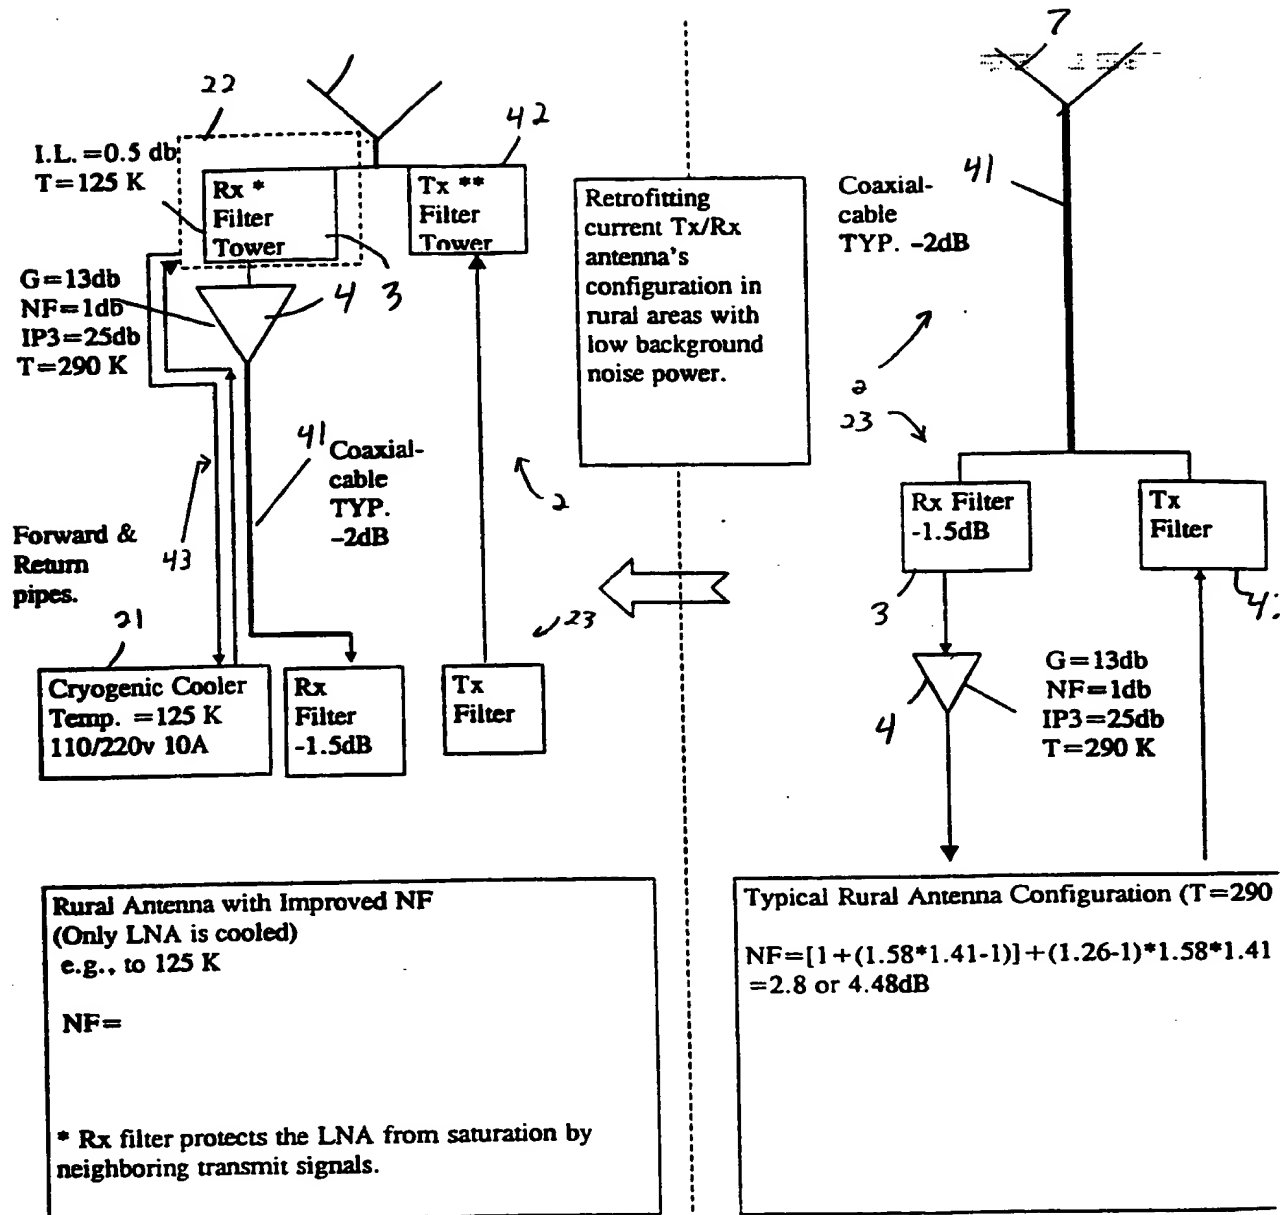 22
42
I.L. =0.5 db
T=125 K
Rx *
Filter
Tower
Tx **
Filter
Tower
G=13db
NF=1db
IP3=25db
T=290 K
4
3
41
Coaxial-
cable
TYP.
-2dB
2
Forward &
Return
pipes.
43
21
23
Cryogenic Cooler
Temp. =125 K
110/220v 10A
Rx
Filter
-1.5dB
Tx
Filter
Retrofitting
current Tx/Rx
antenna's
configuration in
rural areas with
low background
noise power.
7
Coaxial-
cable
TYP. -2dB
41
2
23
Rx Filter
-1.5dB
Tx
Filter
3
4
G=13db
NF=1db
IP3=25db
T=290 K
Rural Antenna with Improved NF
(Only LNA is cooled)
e.g., to 125 K
NF=
* Rx filter protects the LNA from saturation by
neighboring transmit signals.
Typical Rural Antenna Configuration (T=290
NF=[1+(1.58*1.41-1)]+(1.26-1)*1.58*1.41
=2.8 or 4.48dB